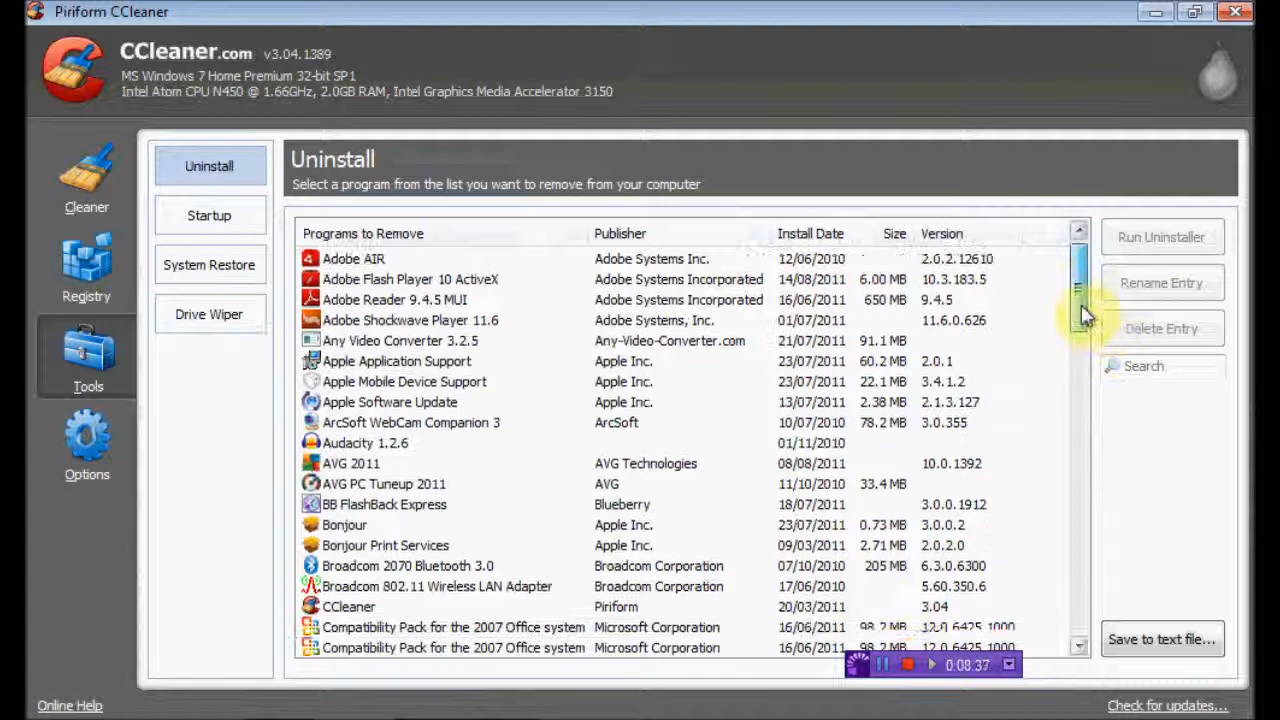 Piriform CCleaner
CCleaner.com v3.04.1389
MS Windows 7 Home Premium 32-bit SP1
Intel Atom CPU N450 @ 1.66GHz, 2.0GB RAM, Intel Graphics Media Accelerator 3150
Cleaner
Registry
Tools
Options
Uninstall
Startup
System Restore
Drive Wiper
Uninstall
Select a program from the list you want to remove from your computer
Programs to Remove Publisher Install Date Size Version
Adobe AIR Adobe Systems Inc. 12/06/2010 2.0.2.12610
Adobe Flash Player 10 ActiveX Adobe Systems Incorporated 14/08/2011 6.00 MB 10.3.183.5
Adobe Reader 9.4.5 MUI Adobe Systems Incorporated 16/06/2011 650 MB 9.4.5
Adobe Shockwave Player 11.6 Adobe Systems, Inc. 01/07/2011 11.6.0.626
Any Video Converter 3.2.5 Any-Video-Converter.com 21/07/2011 91.1 MB
Apple Application Support Apple Inc. 23/07/2011 60.2 MB 2.0.1
Apple Mobile Device Support Apple Inc. 23/07/2011 22.1 MB 3.4.1.2
Apple Software Update Apple Inc. 13/07/2011 2.38 MB 2.1.3.127
ArcSoft WebCam Companion 3 ArcSoft 10/07/2010 78.2 MB 3.0.355
Audacity 1.2.6 01/11/2010
AVG 2011 AVG Technologies 08/08/2011 10.0.1392
AVG PC Tuneup 2011 AVG 11/10/2010 33.4 MB
BB FlashBack Express Blueberry 18/07/2011 3.0.0.1912
Bonjour Apple Inc. 23/07/2011 0.73 MB 3.0.0.2
Bonjour Print Services Apple Inc. 09/03/2011 2.71 MB 2.0.2.0
Broadcom 2070 Bluetooth 3.0 Broadcom Corporation 07/10/2010 205 MB 6.3.0.6300
Broadcom 802.11 Wireless LAN Adapter Broadcom Corporation 17/06/2010 5.60.350.6
CCleaner Piriform 20/03/2011 3.04
Compatibility Pack for the 2007 Office system Microsoft Corporation 16/06/2011 98.2 MB 12.0.6425.1000
Compatibility Pack for the 2007 Office system Microsoft Corporation 16/06/2011 98.2 MB 12.0.6425.1000
Run Uninstaller
Rename Entry
Delete Entry
Search
Save to text file...
0:08.37
Online Help
Check for updates...